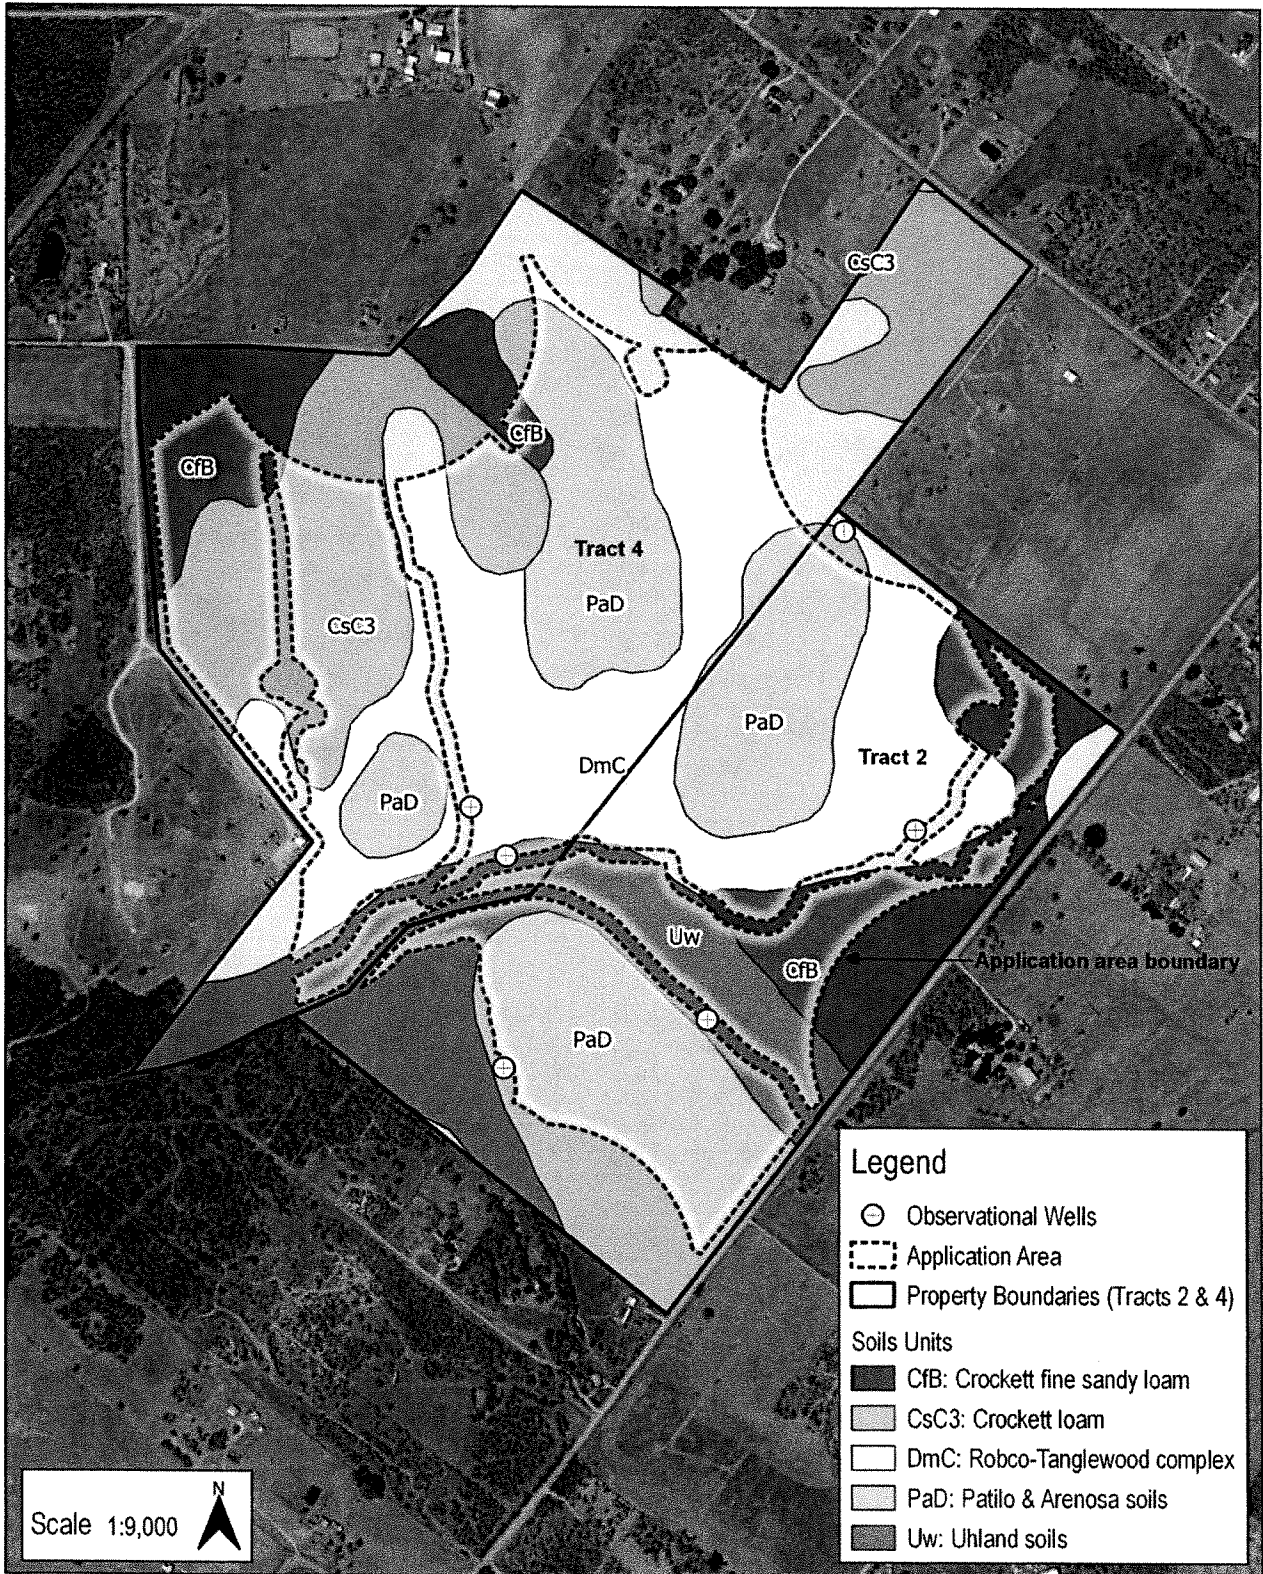 CsC3
CfB
CfB
Tract 4
PaD
CsC3
PaD
Tract 2
DmC
PaD
Uw
CfB
Application area boundary
PaD
Legend
Observational Wells
Application Area
Property Boundaries (Tracts 2 & 4)
Soils Units
CfB: Crockett fine sandy loam
CsC3: Crockett loam
DmC: Robco-Tanglewood complex
PaD: Patilo & Arenosa soils
Uw: Uhland soils
N
Scale 1:9,000